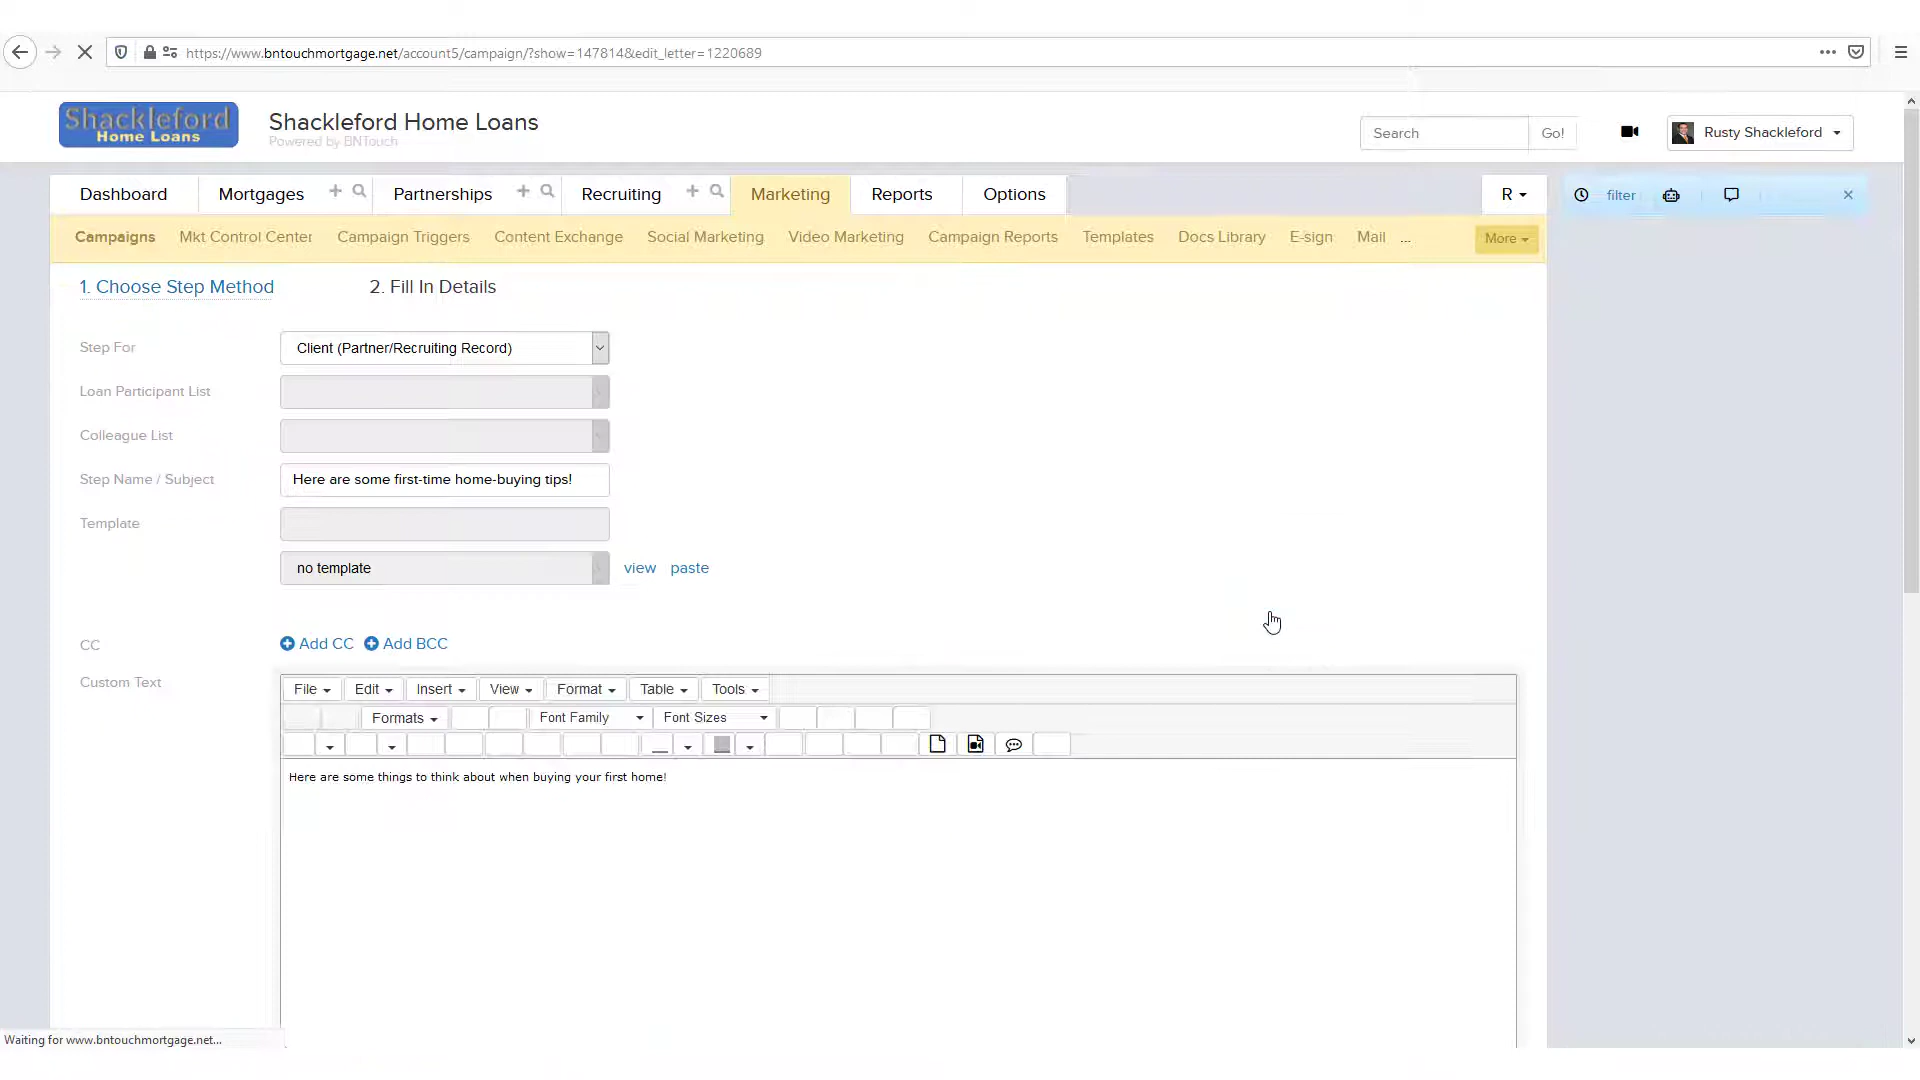 https://www.bntouchmortgage.net/account5/campaign/?show=147814&edit_letter=1220689
Shackleford
Home Loans
Shackleford Home Loans
Powered by BNTouch
Search
Go!
Rusty Shackleford
Dashboard
Mortgages
Partnerships
Recruiting
Marketing
Reports
Options
R
filter
Campaigns
Mkt Control Center
Campaign Triggers
Content Exchange
Social Marketing
Video Marketing
Campaign Reports
Templates
Docs Library
E-sign
Mail
...
More
1. Choose Step Method
2. Fill In Details
Step For
Client (Partner/Recruiting Record)
Loan Participant List
Colleague List
Step Name / Subject
Here are some first-time home-buying tips!
Template
no template
view
paste
CC
Add CC
Add BCC
Custom Text
File
Edit
Insert
View
Format
Table
Tools
Formats
Font Family
Font Sizes
Here are some things to think about when buying your first home!
Waiting for www.bntouchmortgage.net...